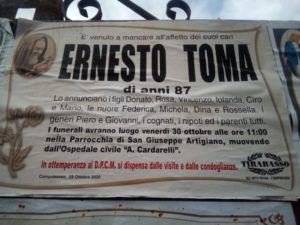 E' venuto a mancare all'affetto dei suoi cari
ERNESTO TOMA
di anni 87
Lo annunciano i figli Donato, Rosa, Vincenzo, Iolanda, Ciro
e Mario, le nuore Federica, Michela, Dina e Rossella, i
generi Piero e Giovanni, i cognati, i nipoti ed i parenti tutti.
I funerali avranno luogo venerdì 30 ottobre alle ore 11:00
nella Parrocchia di San Giuseppe Artigiano, muovendo
dall'Ospedale civile "A. Cardarelli".
In ottemperanza al D.P.C.M. si dispensa dalle visite e dalle condoglianze.
Campobasso, 29 Ottobre 2020
TIRABASSO